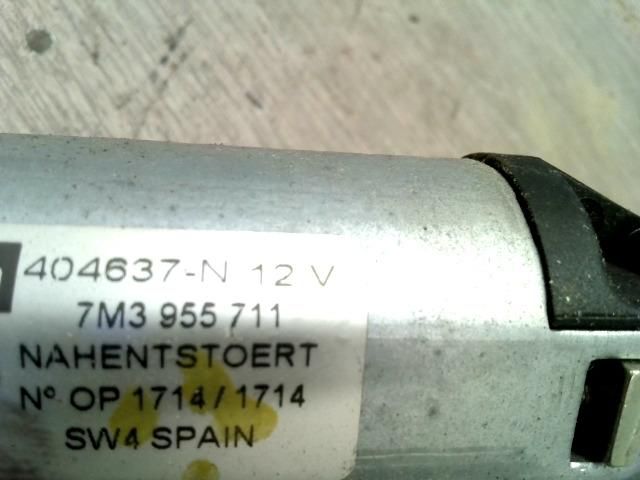 404637-N 12 V
7M3 955 711
NAHENTSTOERT
Nº OP 1714 / 1714
SW4 SPAIN